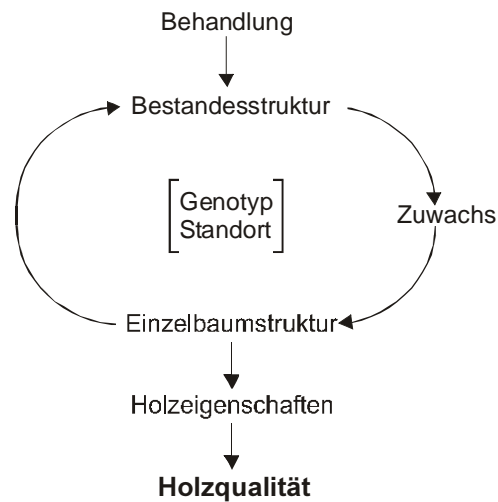 Behandlung
Bestandesstruktur
Genotyp
Standort
Zuwachs
Einzelbaumstruktur
Holzeigenschaften
Holzqualität